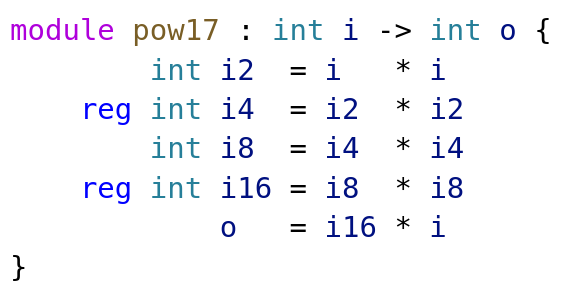 module pow17 : int i -> int o {
        int i2  = i   * i
    reg int i4  = i2  * i2
        int i8  = i4  * i4
    reg int i16 = i8  * i8
            o   = i16 * i
}